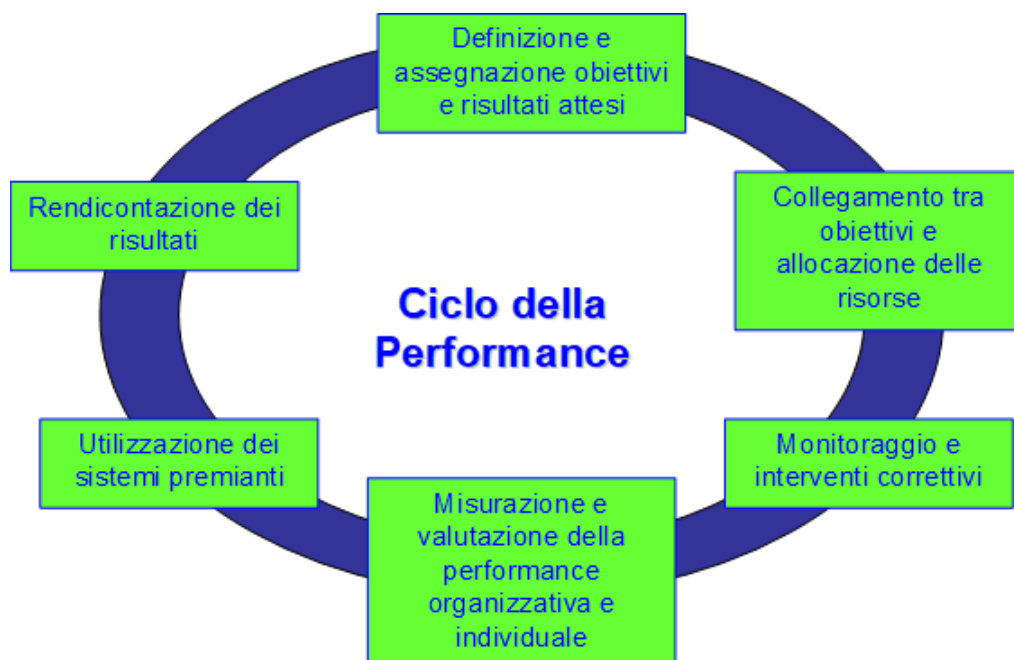 Definizione e
assegnazione obiettivi
e risultati attesi
Collegamento tra
obiettivi e
allocazione delle
risorse
Monitoraggio e
interventi correttivi
Misurazione e
valutazione della
performance
organizzativa e
individuale
Utilizzazione dei
sistemi premianti
Rendicontazione dei
risultati
Ciclo della
Performance